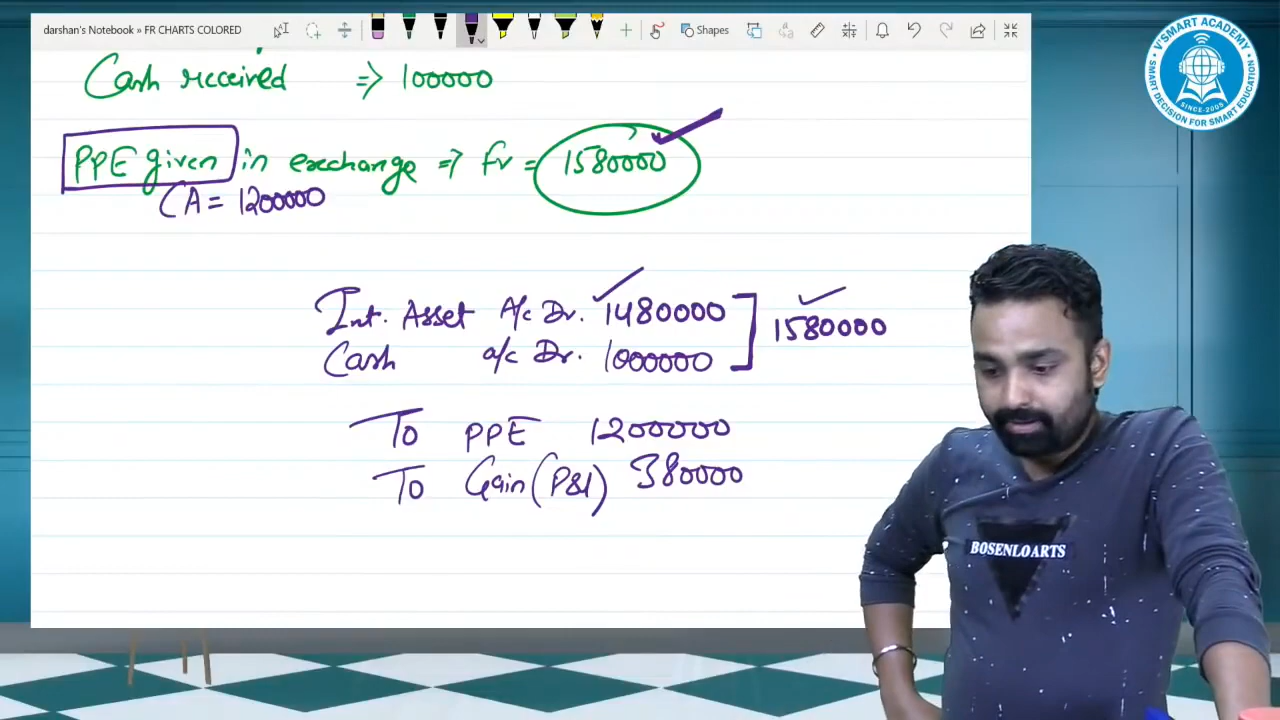 darshan's Notebook » FR CHARTS COLORED
Shapes
Cash received => 100000
PPE given in exchange => fv = 1580000
CA = 1200000
Int. Asset A/c Dr. 1480000
1580000
Cash a/c Dr. 1000000
To PPE 1200000
To Gain (P&L) 380000
V'SMART ACADEMY
SINCE-2005
SMART DECISION FOR SMART EDUCATION
BOSENLOARTS